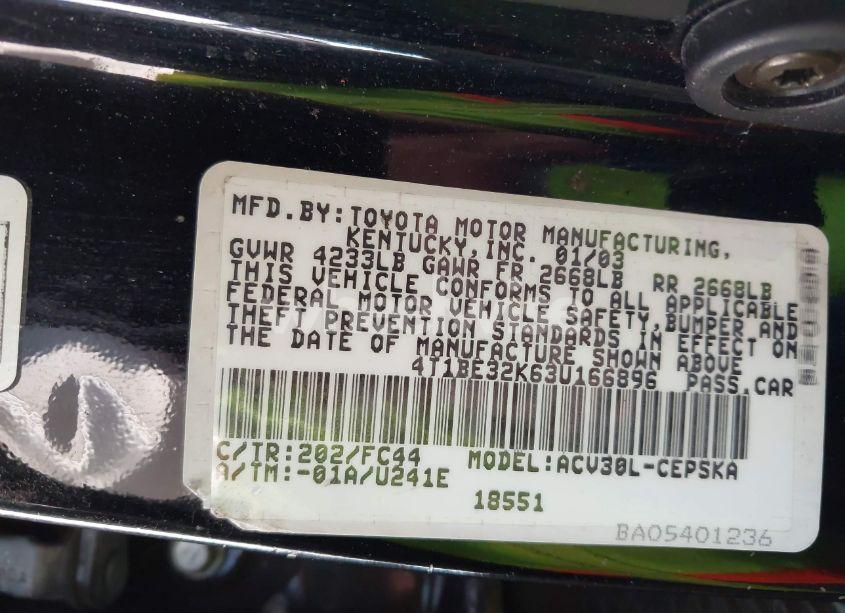 MFD.BY:TOYOTA MOTOR MANUFACTURING,
KENTUCKY,INC. 01/03
GVWR 4233LB GAWR FR 2668LB RR 2668LB
THIS VEHICLE CONFORMS TO ALL APPLICABLE
FEDERAL MOTOR VEHICLE SAFETY,BUMPER AND
THEFT PREVENTION STANDARDS IN EFFECT ON
THE DATE OF MANUFACTURE SHOWN ABOVE
4T1BE32K63U166896 PASS.CAR
C/TR:202/FC44 MODEL:ACV30L-CEPSKA
A/TM:-01A/U241E
18551
BA05401236